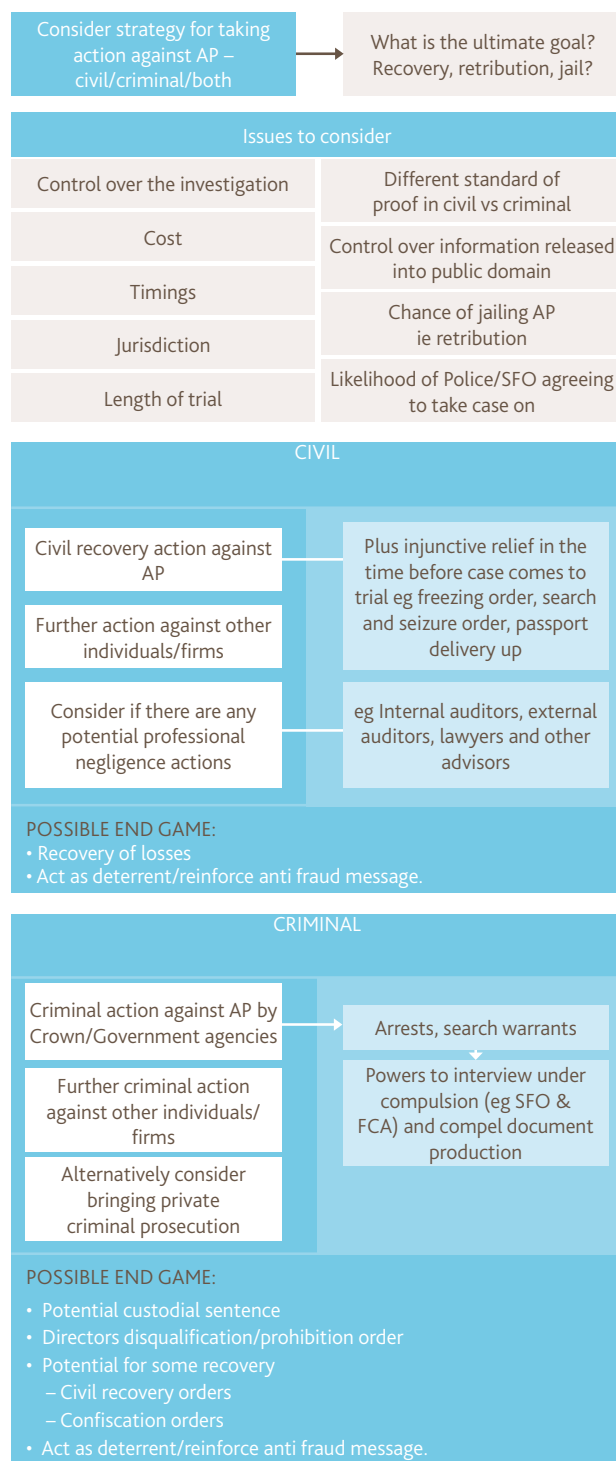 Consider strategy for taking
action against AP –
civil/criminal/both
What is the ultimate goal?
Recovery, retribution, jail?
Issues to consider
Control over the investigation
Cost
Timings
Jurisdiction
Length of trial
Different standard of
proof in civil vs criminal
Control over information released
into public domain
Chance of jailing AP
ie retribution
Likelihood of Police/SFO agreeing
to take case on
CIVIL
Civil recovery action against
AP
Plus injunctive relief in the
time before case comes to
trial eg freezing order, search
and seizure order, passport
delivery up
Further action against other
individuals/firms
Consider if there are any
potential professional
negligence actions
eg Internal auditors, external
auditors, lawyers and other
advisors
POSSIBLE END GAME:
• Recovery of losses
• Act as deterrent/reinforce anti fraud message.
CRIMINAL
Criminal action against AP by
Crown/Government agencies
Arrests, search warrants
Powers to interview under
compulsion (eg SFO &
FCA) and compel document
production
Further criminal action
against other individuals/
firms
Alternatively consider
bringing private
criminal prosecution
POSSIBLE END GAME:
• Potential custodial sentence
• Directors disqualification/prohibition order
• Potential for some recovery
– Civil recovery orders
– Confiscation orders
• Act as deterrent/reinforce anti fraud message.